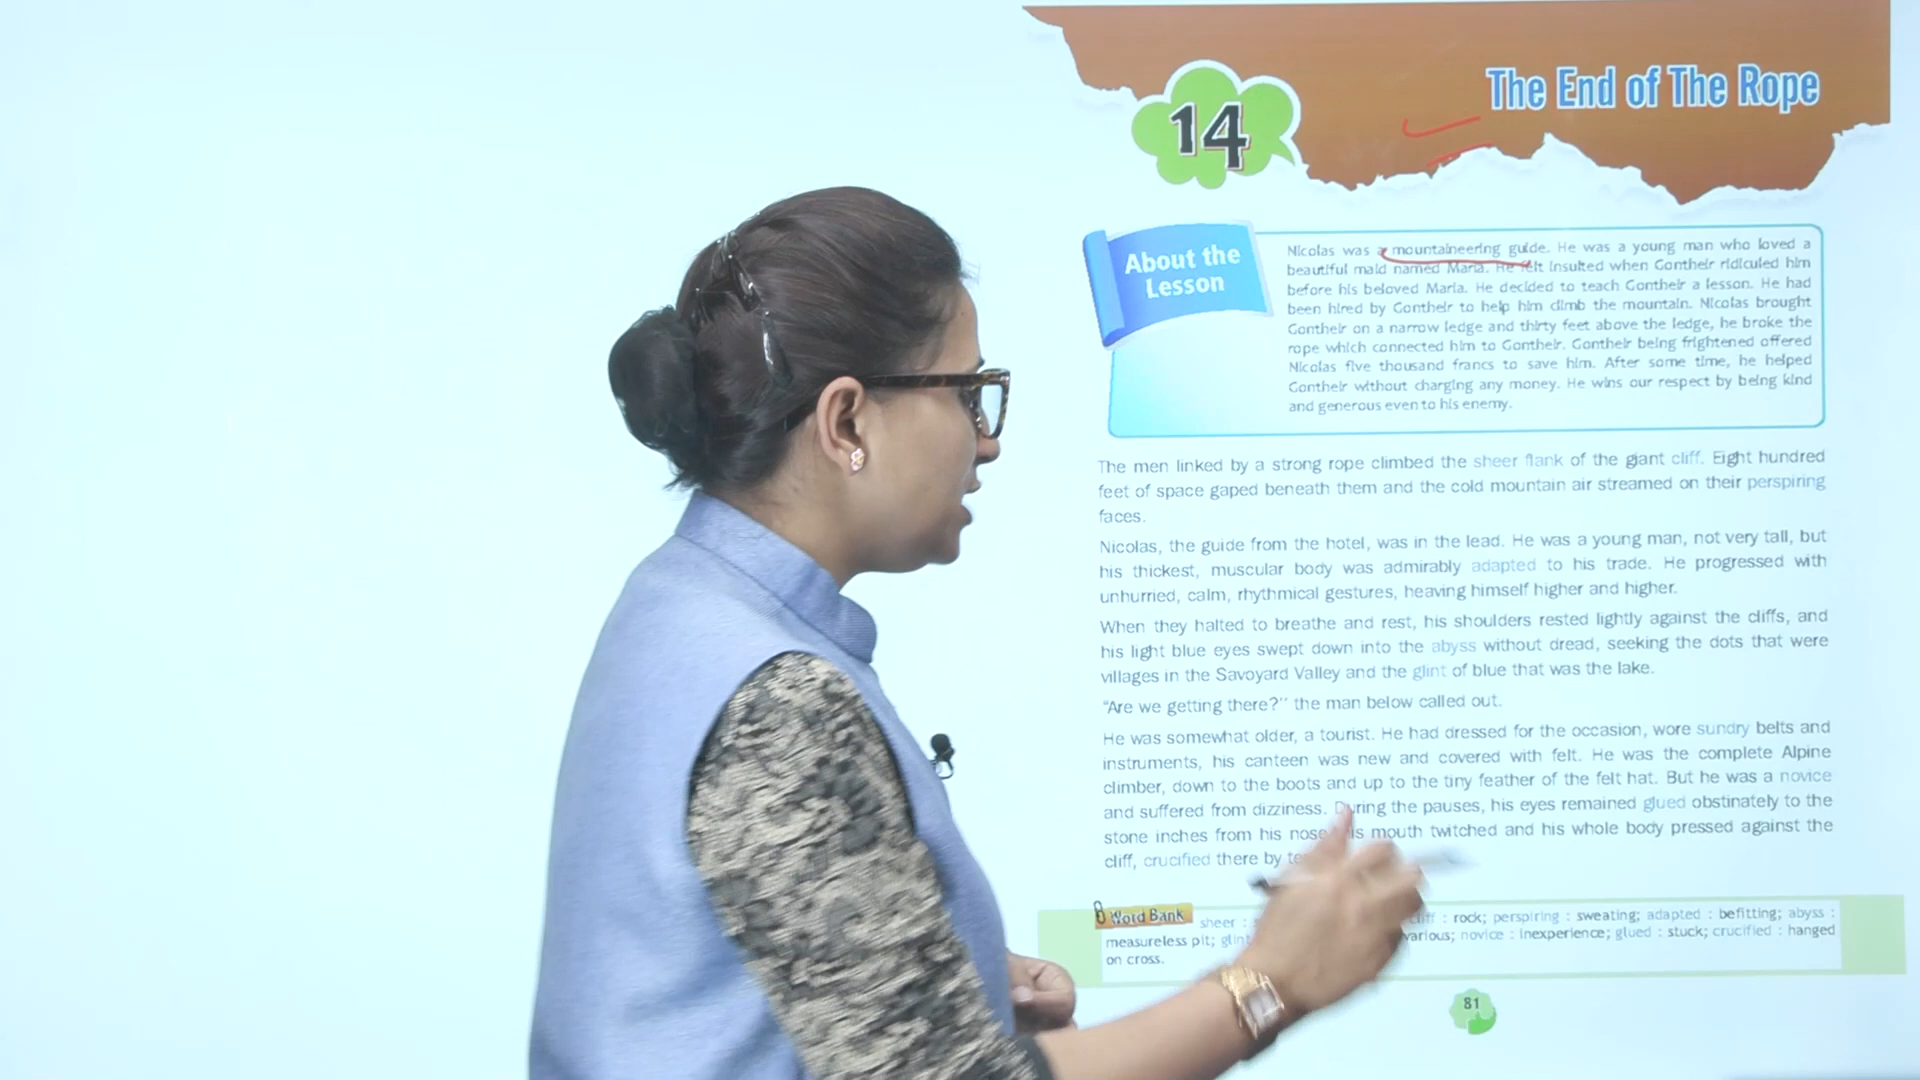 14
The End of The Rope
About the
Lesson
Nicolas was a mountaineering guide. He was a young man who loved a
beautiful maid named Maria. He felt insulted when Gontheir ridiculed him
before his beloved Maria. He decided to teach Gontheir a lesson. He had
been hired by Gontheir to help him climb the mountain. Nicolas brought
Gontheir on a narrow ledge and thirty feet above the ledge, he broke the
rope which connected him to Gontheir. Gontheir being frightened offered
Nicolas five thousand francs to save him. After some time, he helped
Gontheir without charging any money. He wins our respect by being kind
and generous even to his enemy.
The men linked by a strong rope climbed the sheer flank of the giant cliff. Eight hundred
feet of space gaped beneath them and the cold mountain air streamed on their perspiring
faces.
Nicolas, the guide from the hotel, was in the lead. He was a young man, not very tall, but
his thickest, muscular body was admirably adapted to his trade. He progressed with
unhurried, calm, rhythmical gestures, heaving himself higher and higher.
When they halted to breathe and rest, his shoulders rested lightly against the cliffs, and
his light blue eyes swept down into the abyss without dread, seeking the dots that were
villages in the Savoyard Valley and the glint of blue that was the lake.
“Are we getting there?’’ the man below called out.
He was somewhat older, a tourist. He had dressed for the occasion, wore sundry belts and
instruments, his canteen was new and covered with felt. He was the complete Alpine
climber, down to the boots and up to the tiny feather of the felt hat. But he was a novice
and suffered from dizziness. During the pauses, his eyes remained glued obstinately to the
stone inches from his nose mouth twitched and his whole body pressed against the
cliff, crucified there by
Word Bank sheer : cliff : rock; perspiring : sweating; adapted : befitting; abyss :
measureless pit; glint various; novice : inexperience; glued : stuck; crucified : hanged
on cross.
81